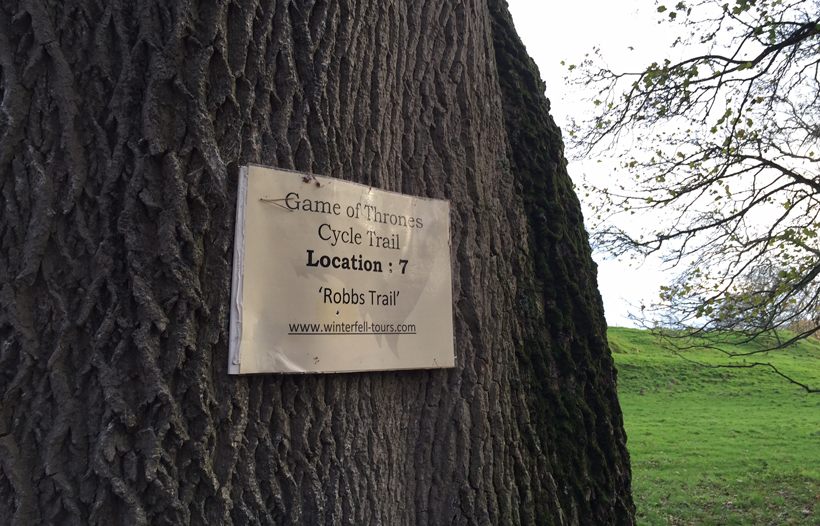 Game of Thrones
Cycle Trail
Location : 7
‘Robbs Trail’
www.winterfell-tours.com